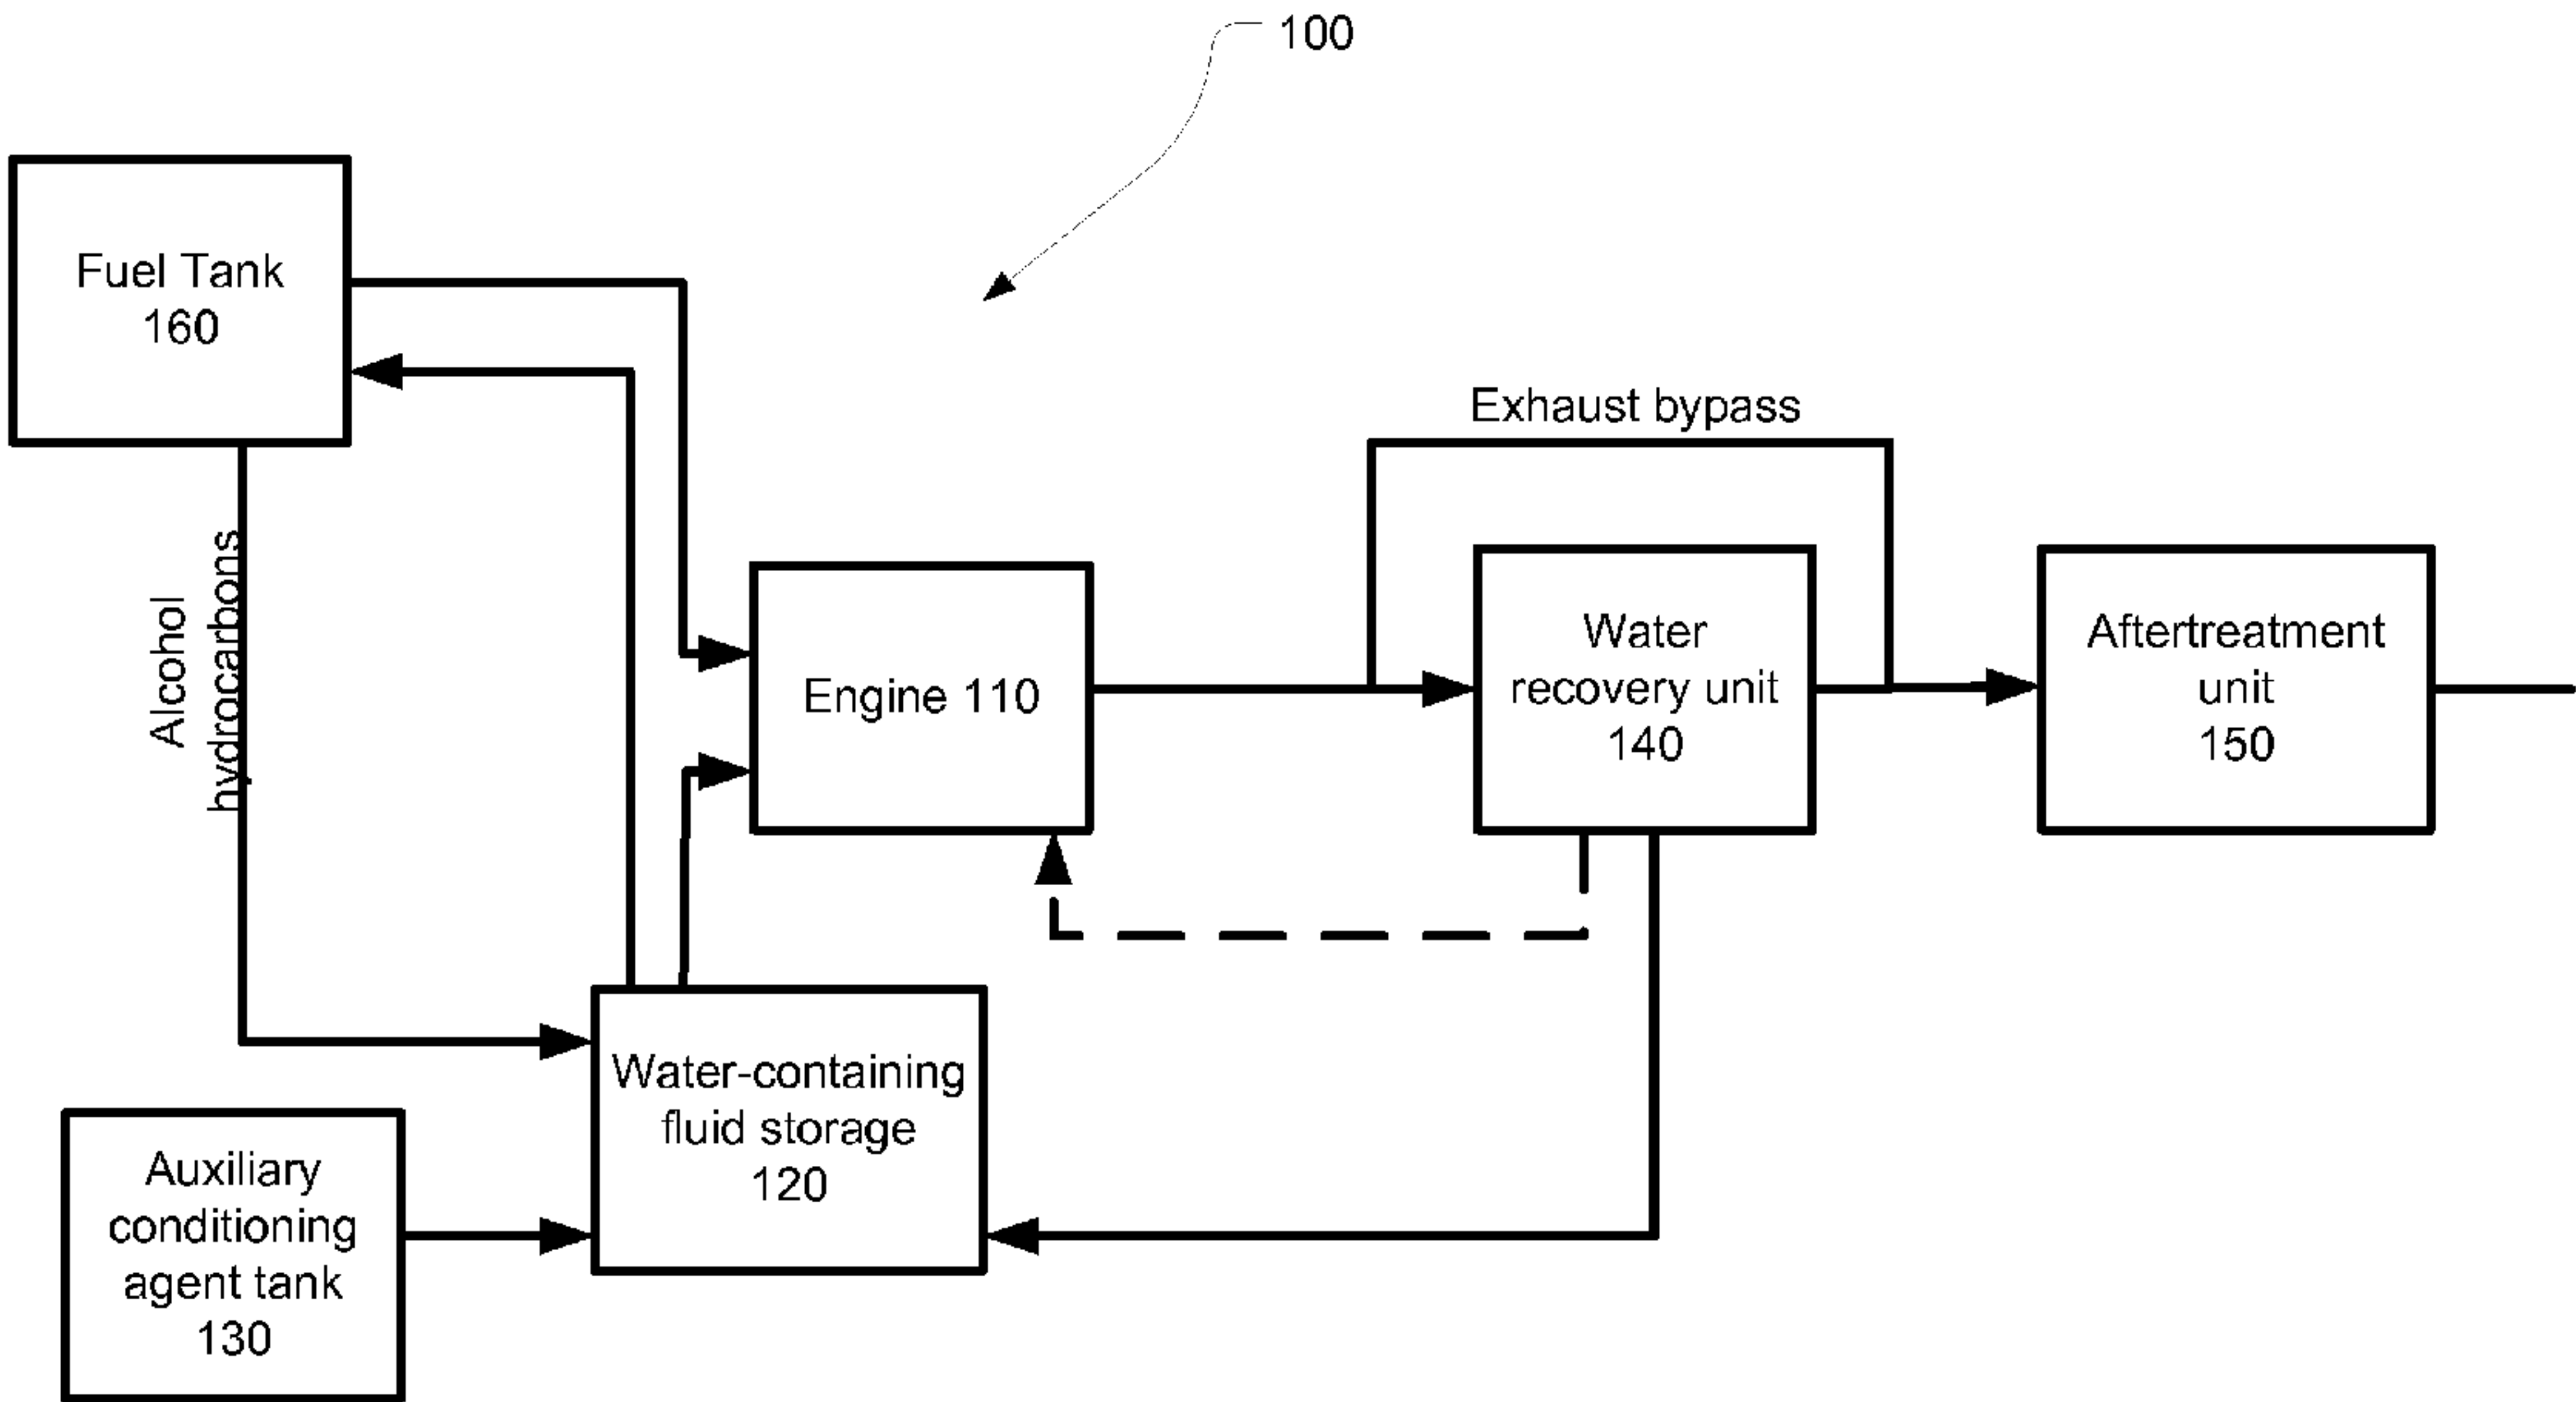 100
Fuel Tank
160
Exhaust bypass
Alcohol
hydrocarbons
Engine 110
Water
recovery unit
140
Aftertreatment
unit
150
Water-containing
fluid storage
120
Auxiliary
conditioning
agent tank
130